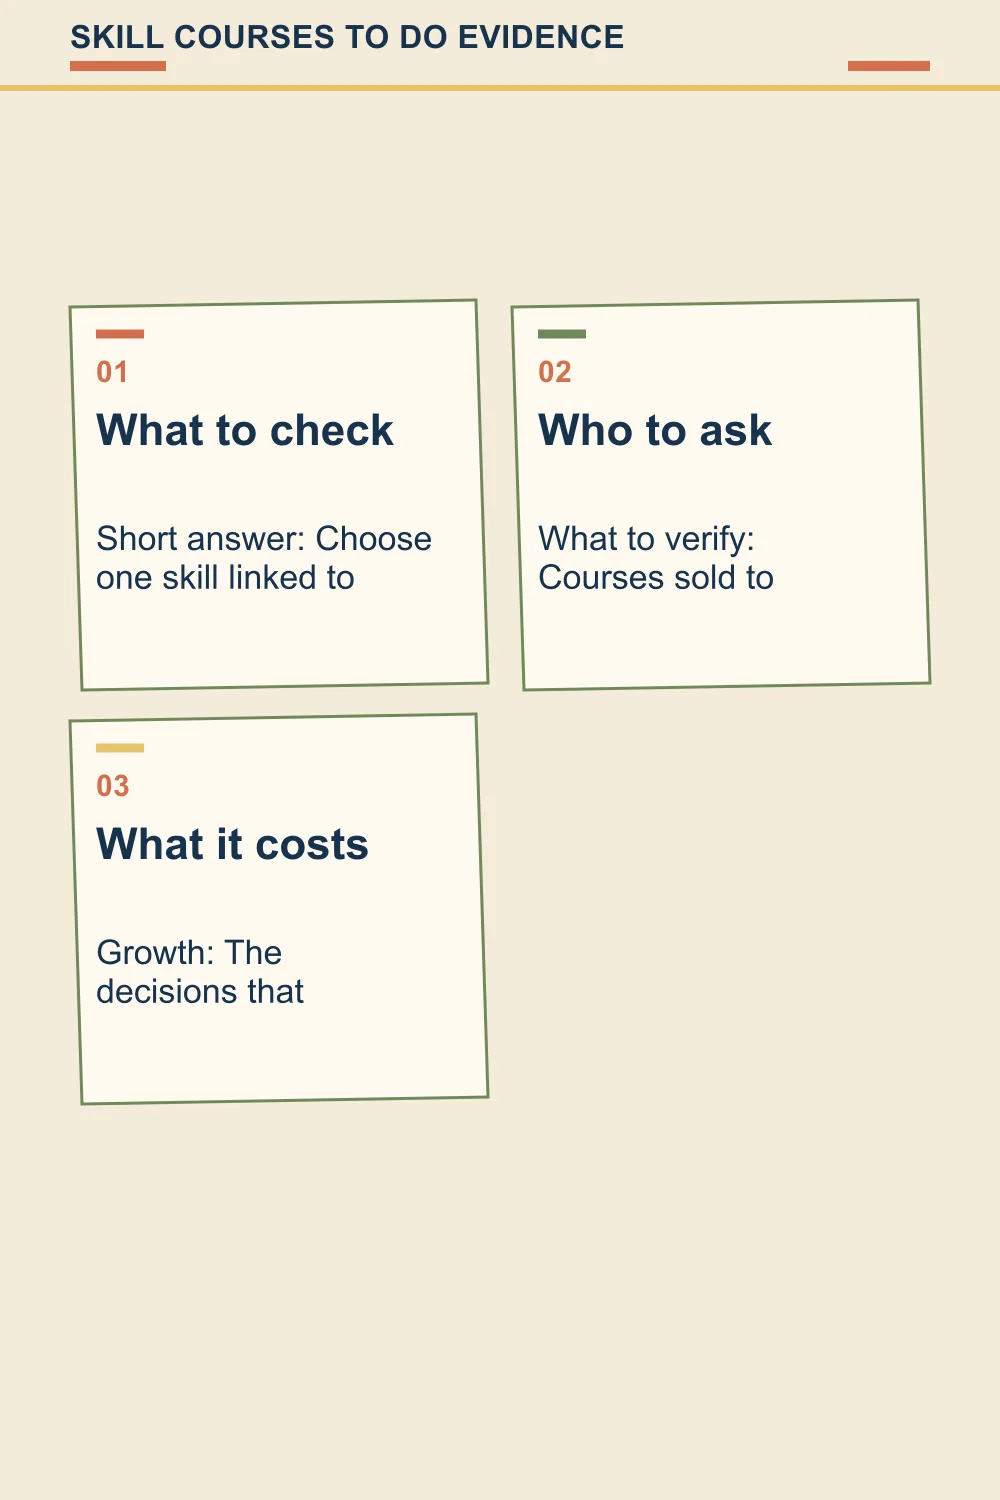 SKILL COURSES TO DO EVIDENCE
01
What to check
Short answer: Choose
one skill linked to
02
Who to ask
What to verify:
Courses sold to
03
What it costs
Growth: The
decisions that